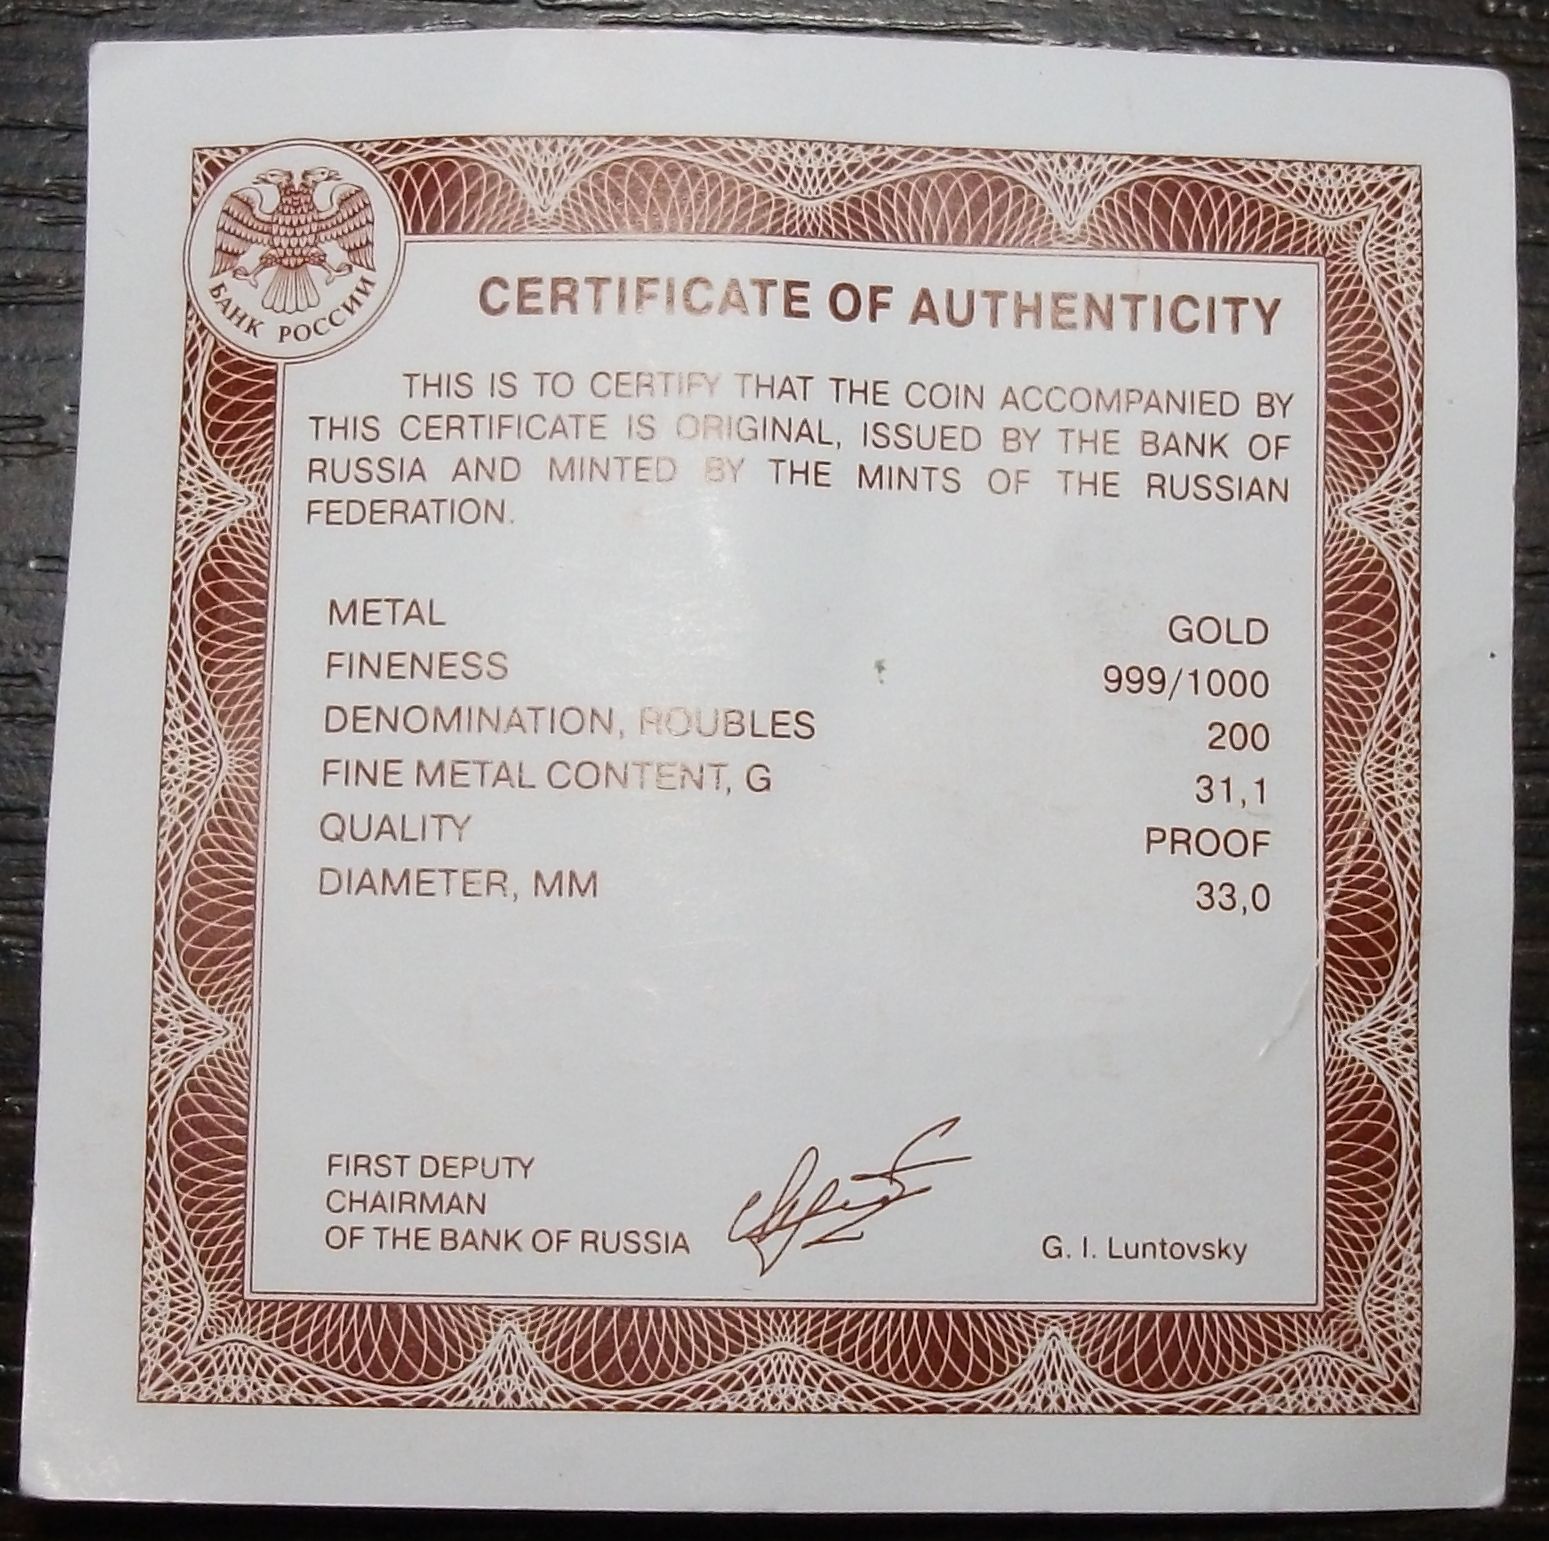 БАНК РОССИИ
CERTIFICATE OF AUTHENTICITY
THIS IS TO CERTIFY THAT THE COIN ACCOMPANIED BY
THIS CERTIFICATE IS ORIGINAL, ISSUED BY THE BANK OF
RUSSIA AND MINTED BY THE MINTS OF THE RUSSIAN
FEDERATION.
METAL GOLD
FINENESS 999/1000
DENOMINATION, ROUBLES 200
FINE METAL CONTENT, G 31,1
QUALITY PROOF
DIAMETER, MM 33,0
FIRST DEPUTY
CHAIRMAN
OF THE BANK OF RUSSIA G. I. Luntovsky